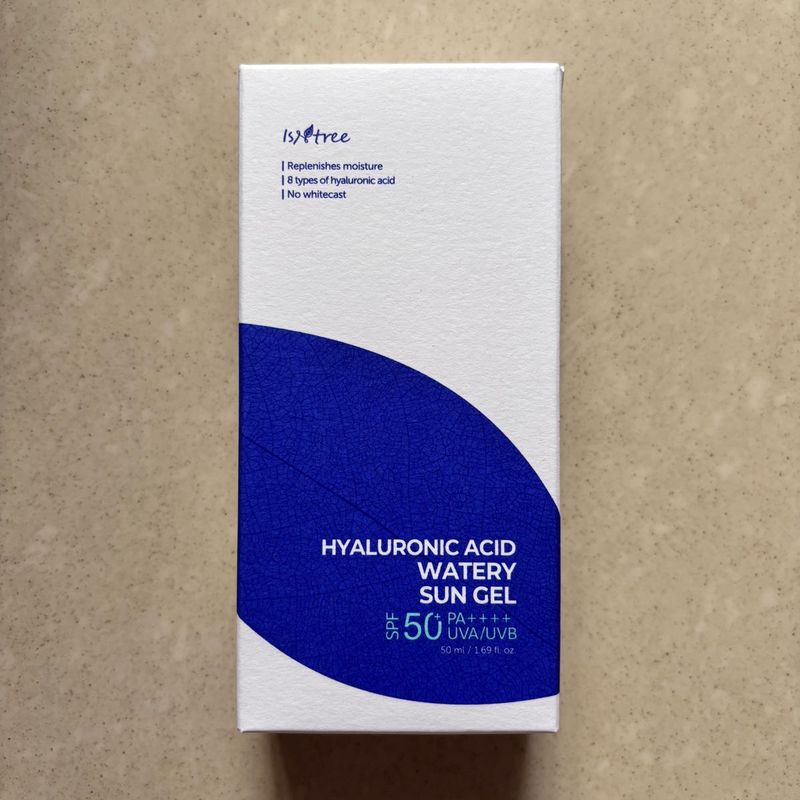 Isntree
Replenishes moisture
8 types of hyaluronic acid
No whitecast
HYALURONIC ACID
WATERY
SUN GEL
SPF 50+ PA++++
UVA/UVB
50 ml / 1.69 fl. oz.